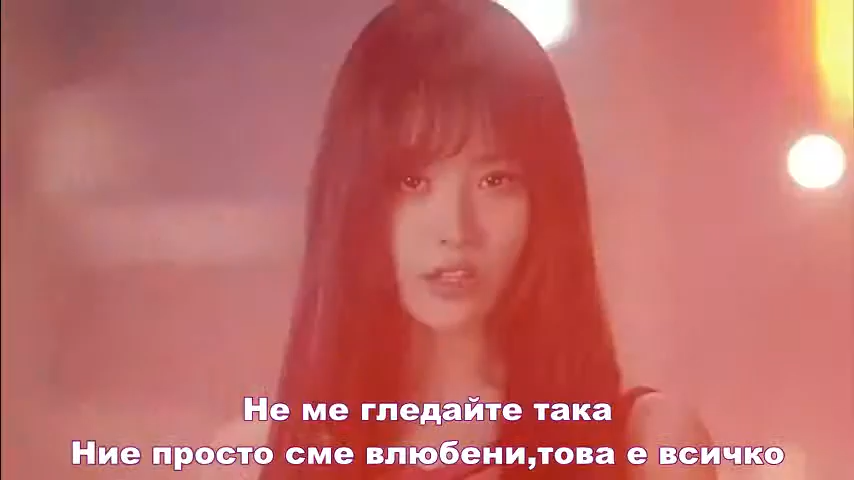 Не ме гледайте така
Ние просто сме влюбени,това е всичко